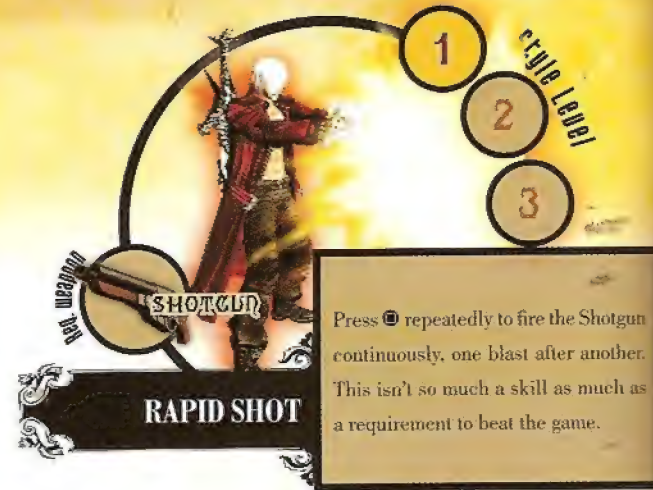 1
Style Level
2
3
Req. weapon
SHOTGUN
RAPID SHOT
Press repeatedly to fire the Shotgun
continuously, one blast after another.
This isn't so much a skill as much as
a requirement to beat the game.